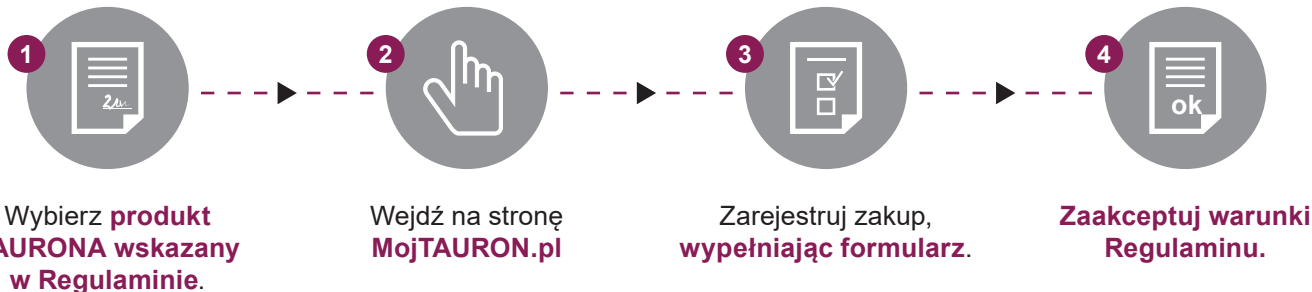 1
Wybierz produkt
AURONA wskazany
w Regulaminie.
2
Wejdź na stronę
MojTAURON.pl
3
Zarejestruj zakup,
wypełniając formularz.
4
ok
Zaakceptuj warunki
Regulaminu.